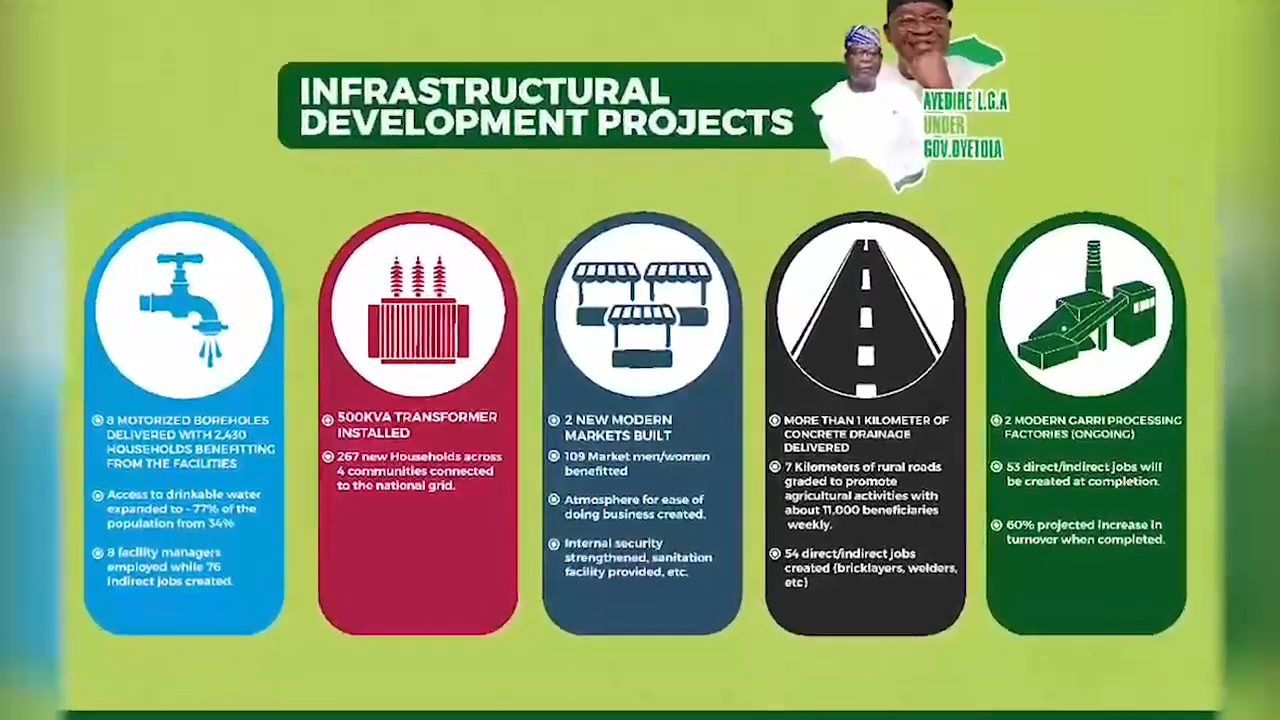 INFRASTRUCTURAL
DEVELOPMENT PROJECTS
AYEDIRE L.G.A
UNDER
GOV.OYETOLA
8 MOTORIZED BOREHOLES
DELIVERED WITH 2,430
HOUSEHOLDS BENEFITTING
FROM THE FACILITIES
Access to drinkable water
expanded to - 77% of the
population from 34%
8 facility managers
employed while 76
indirect jobs created.
500KVA TRANSFORMER
INSTALLED
267 new Households across
4 communities connected
to the national grid.
2 NEW MODERN
MARKETS BUILT
109 Market men/women
benefitted
Atmosphere for ease of
doing business created.
Internal security
strengthened, sanitation
facility provided, etc.
MORE THAN 1 KILOMETER OF
CONCRETE DRAINAGE
DELIVERED
7 Kilometers of rural roads
graded to promote
agricultural activities with
about 11,000 beneficiaries
weekly.
54 direct/indirect jobs
created (bricklayers, welders,
etc)
2 MODERN GARRI PROCESSING
FACTORIES (ONGOING)
53 direct/indirect jobs will
be created at completion.
60% projected increase in
turnover when completed.